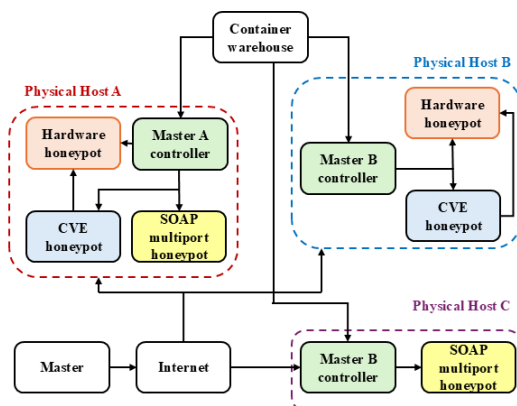 Container
warehouse
Physical Host A
Physical Host B
Hardware
honeypot
Master A
controller
Hardware
honeypot
Master B
controller
CVE
honeypot
SOAP
multiport
honeypot
CVE
honeypot
Physical Host C
Master
Internet
Master B
controller
SOAP
multiport
honeypot